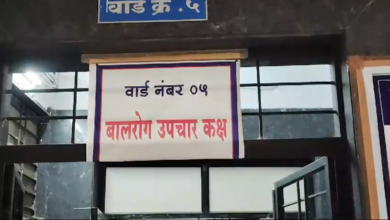 वार्ड क्र. ५
वार्ड नंबर ०५
बालरोग उपचार कक्ष